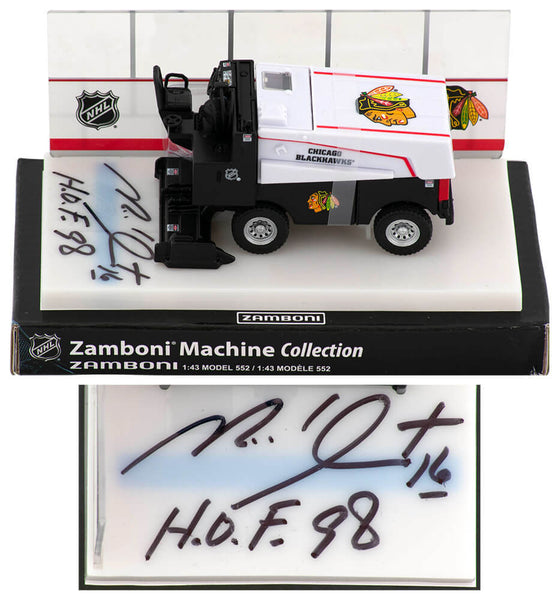 NHL
CHICAGO
BLACKHAWKS
NHL
16
H.O.F. 98
ZAMBONI
NHL
Zamboni® Machine Collection
ZAMBONI 1:43 MODEL 552 / 1:43 MODÈLE 552
16
H.O.F. 98